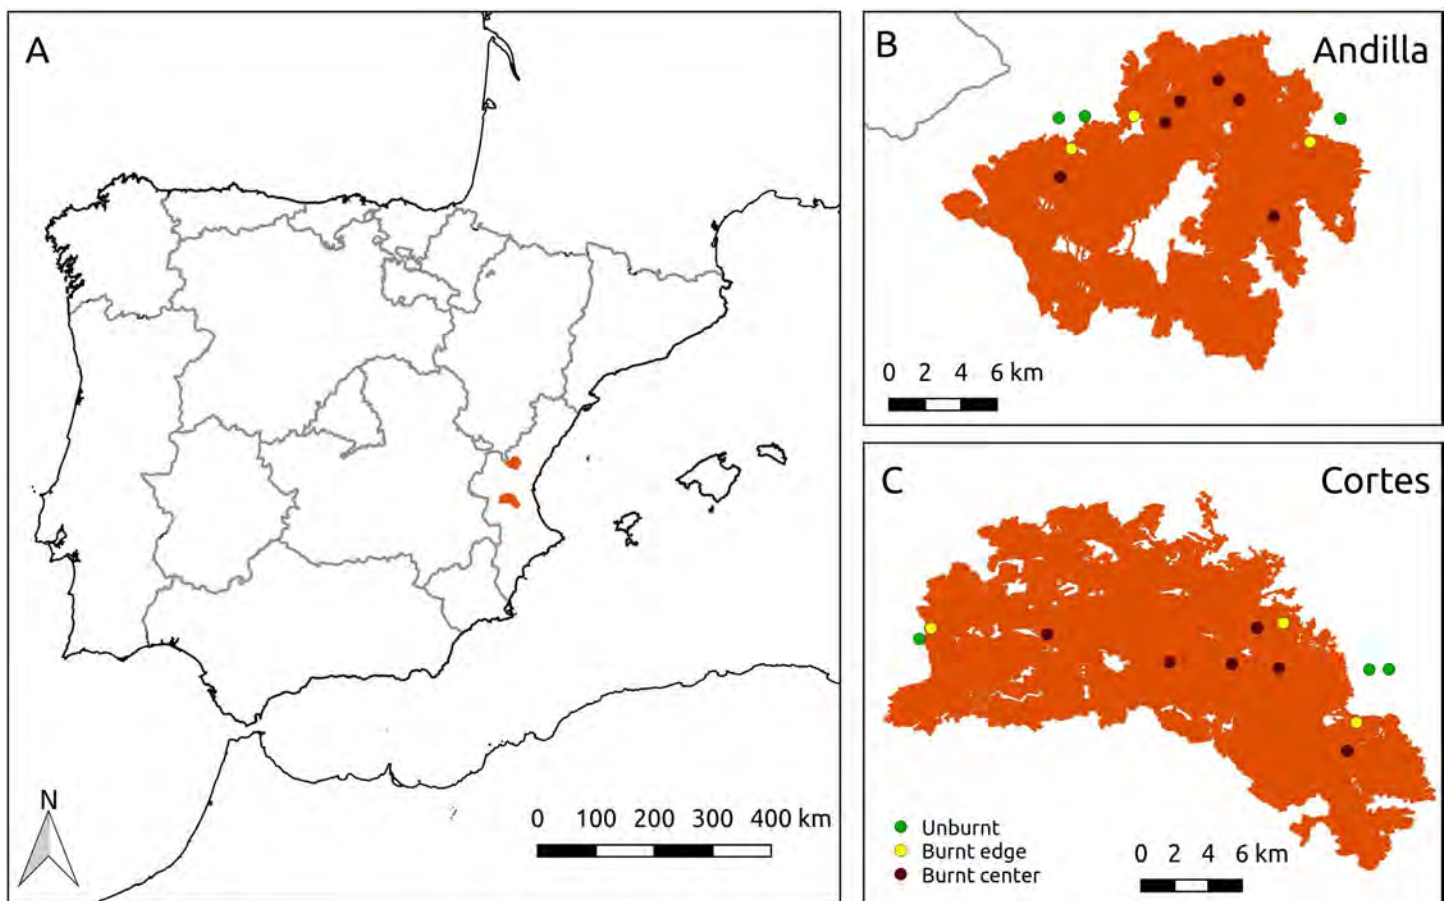 A
N
0 100 200 300 400 km
B
Andilla
0 2 4 6 km
C
Cortes
Unburnt
Burnt edge
Burnt center
0 2 4 6 km